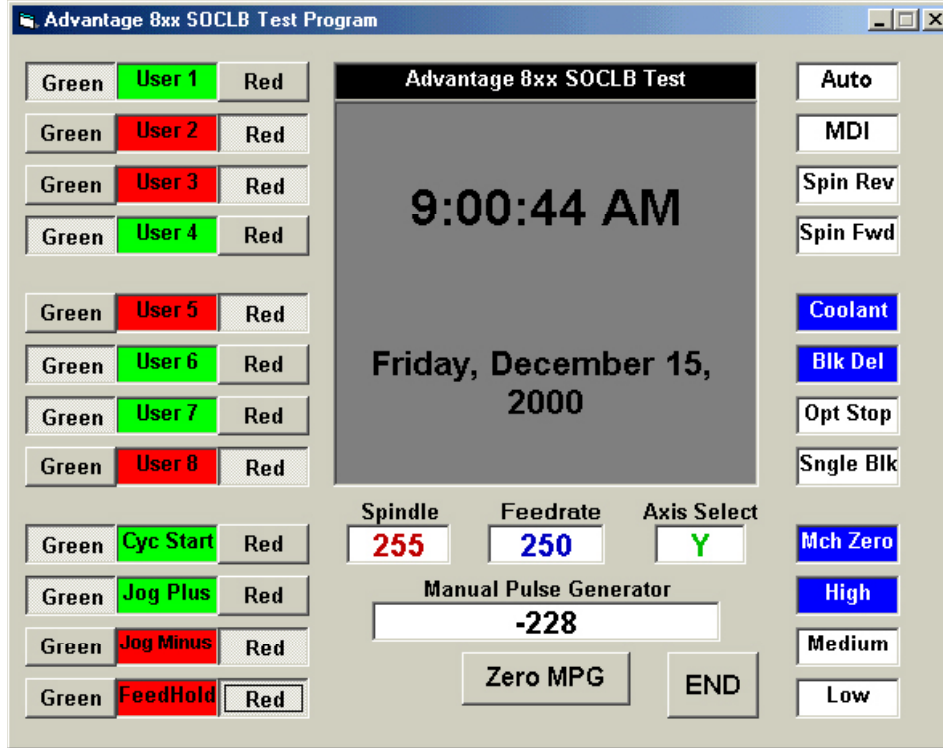 Advantage 8xx SOCLB Test Program
Green User 1 Red
Green User 2 Red
Green User 3 Red
Green User 4 Red
Green User 5 Red
Green User 6 Red
Green User 7 Red
Green User 8 Red
Green Cyc Start Red
Green Jog Plus Red
Green Jog Minus Red
Green FeedHold Red
Advantage 8xx SOCLB Test
9:00:44 AM
Friday, December 15,
2000
Spindle Feedrate Axis Select
255 250 Y
Manual Pulse Generator
-228
Zero MPG END
Auto
MDI
Spin Rev
Spin Fwd
Coolant
Blk Del
Opt Stop
Sngle Blk
Mch Zero
High
Medium
Low